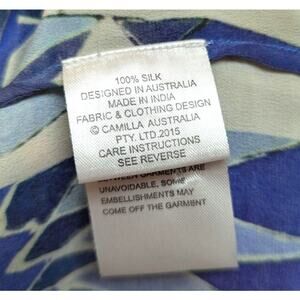 100% SILK
DESIGNED IN AUSTRALIA
MADE IN INDIA
FABRIC & CLOTHING DESIGN
© CAMILLA AUSTRALIA
PTY. LTD.2015
CARE INSTRUCTIONS
SEE REVERSE
BETWEEN GARMENTS ARE
UNAVOIDABLE, SOME
EMBELLISHMENTS MAY
COME OFF THE GARMENT